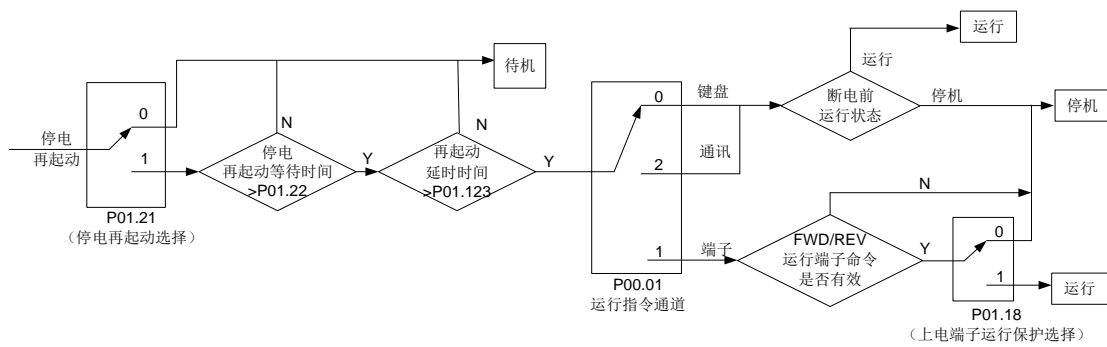 运行
待机
运行
0
键盘
断电前
运行状态
停机
停机
停电
再起动
0
1
N
停电
再起动等待时间
>P01.22
Y
N
再起动
延时时间
>P01.123
Y
2
通讯
P01.21
（停电再起动选择）
N
1
端子
FWD/REV
运行端子命令
是否有效
Y
0
1
运行
P00.01
运行指令通道
P01.18
（上电端子运行保护选择）